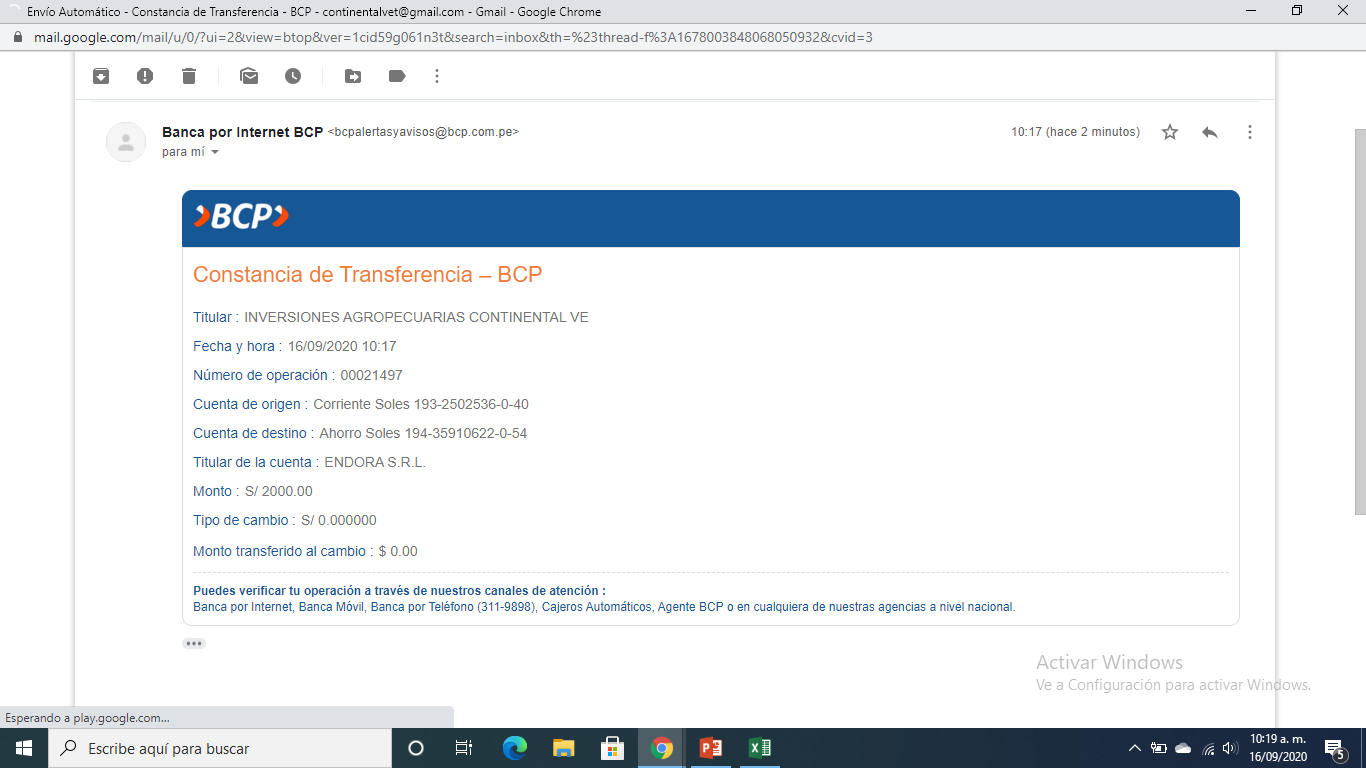 Envío Automático - Constancia de Transferencia - BCP - continentalvet@gmail.com - Gmail - Google Chrome
mail.google.com/mail/u/0/?ui=2&view=btop&ver=1cid59g061n3t&search=inbox&th=%23thread-f%3A1678003848068050932&cvid=3
Banca por Internet BCP <bcpalertasyavisos@bcp.com.pe>
10:17 (hace 2 minutos)
para mí
BCP
Constancia de Transferencia – BCP
Titular : INVERSIONES AGROPECUARIAS CONTINENTAL VE
Fecha y hora : 16/09/2020 10:17
Número de operación : 00021497
Cuenta de origen : Corriente Soles 193-2502536-0-40
Cuenta de destino : Ahorro Soles 194-35910622-0-54
Titular de la cuenta : ENDORA S.R.L.
Monto : S/ 2000.00
Tipo de cambio : S/ 0.000000
Monto transferido al cambio : $ 0.00
Puedes verificar tu operación a través de nuestros canales de atención :
Banca por Internet, Banca Móvil, Banca por Teléfono (311-9898), Cajeros Automáticos, Agente BCP o en cualquiera de nuestras agencias a nivel nacional.
Activar Windows
Ve a Configuración para activar Windows.
Esperando a play.google.com...
Escribe aquí para buscar
10:19 a. m.
16/09/2020
5